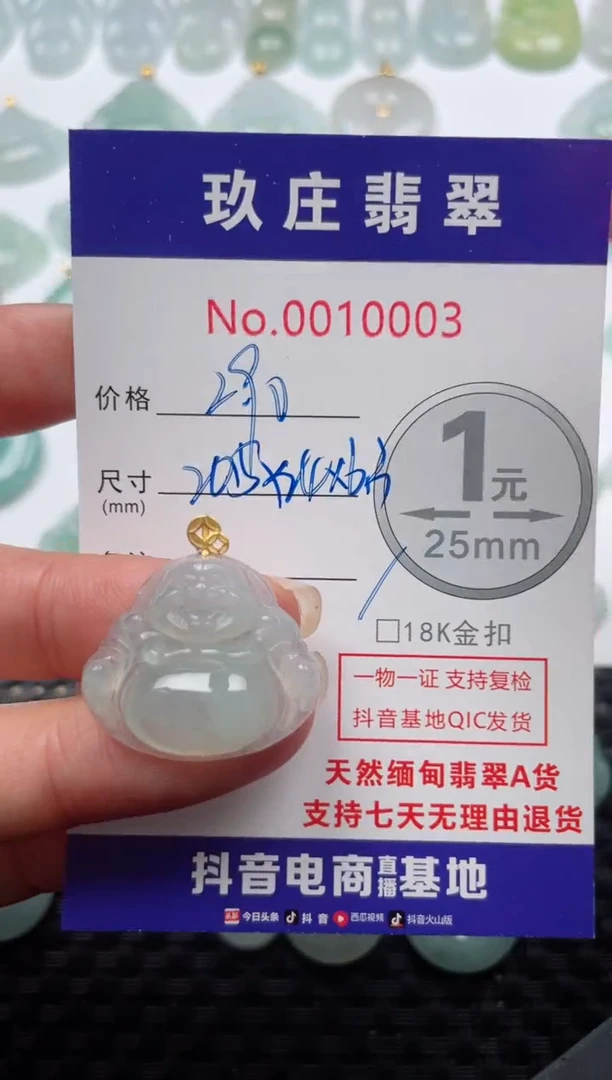 玖庄翡翠
No.0010003
价格
尺寸
(mm)
1元
25mm
□18K金扣
一物一证 支持复检
抖音基地QIC发货
天然缅甸翡翠A货
支持七天无理由退货
抖音电商直播基地
今日头条 抖音 西瓜视频 抖音火山版